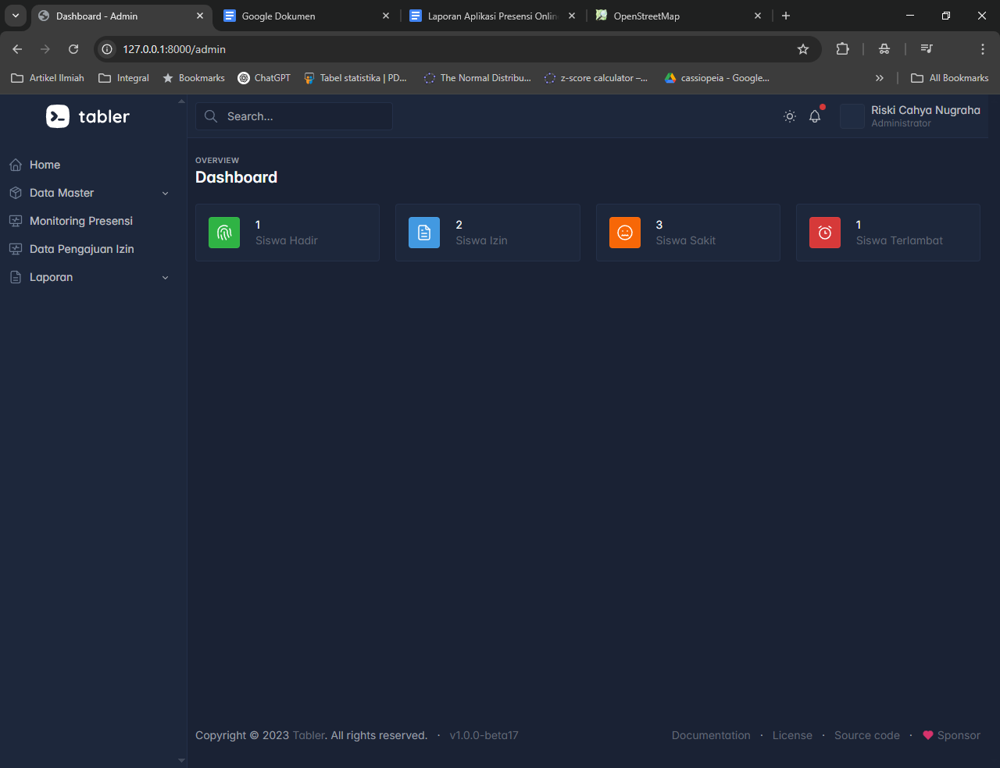 Dashboard - Admin
Google Dokumen
Laporan Aplikasi Presensi Onlin
OpenStreetMap
127.0.0.1:8000/admin
Artikel Ilmiah
Integral
Bookmarks
ChatGPT
Tabel statistika | PD...
The Normal Distribu...
z-score calculator –...
cassiopeia - Google...
All Bookmarks
tabler
Search...
Riski Cahya Nugraha
Administrator
Home
Data Master
Monitoring Presensi
Data Pengajuan Izin
Laporan
OVERVIEW
Dashboard
1
Siswa Hadir
2
Siswa Izin
3
Siswa Sakit
1
Siswa Terlambat
Copyright © 2023 Tabler. All rights reserved. · v1.0.0-beta17
Documentation · License · Source code · Sponsor